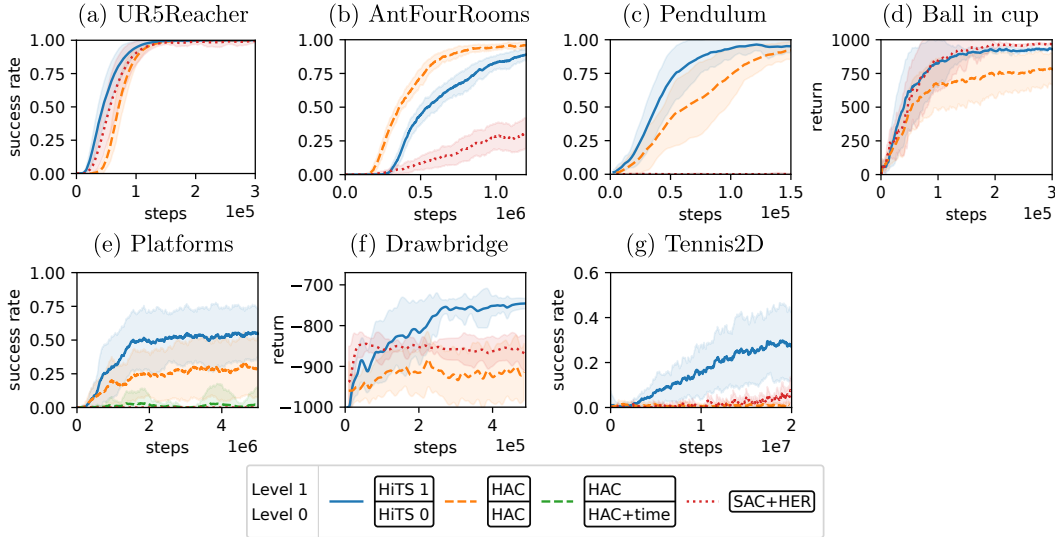 (a) UR5Reacher
(b) AntFourRooms
(c) Pendulum
(d) Ball in cup
success rate
1.00
0.75
0.50
0.25
0.00
0 1 2 3
steps 1e5
1.00
0.75
0.50
0.25
0.00
0.0 0.5 1.0
steps 1e6
1.00
0.75
0.50
0.25
0.00
0.0 0.5 1.0 1.5
steps 1e5
return
1000
750
500
250
0
0 1 2 3
steps 1e5
(e) Platforms
(f) Drawbridge
(g) Tennis2D
success rate
1.00
0.75
0.50
0.25
0.00
0 2 4
steps 1e6
return
−700
−800
−900
−1000
0 2 4
steps 1e5
success rate
0.6
0.4
0.2
0.0
0 1 2
steps 1e7
Level 1 HiTS 1 HAC HAC SAC+HER
Level 0 HiTS 0 HAC HAC+time